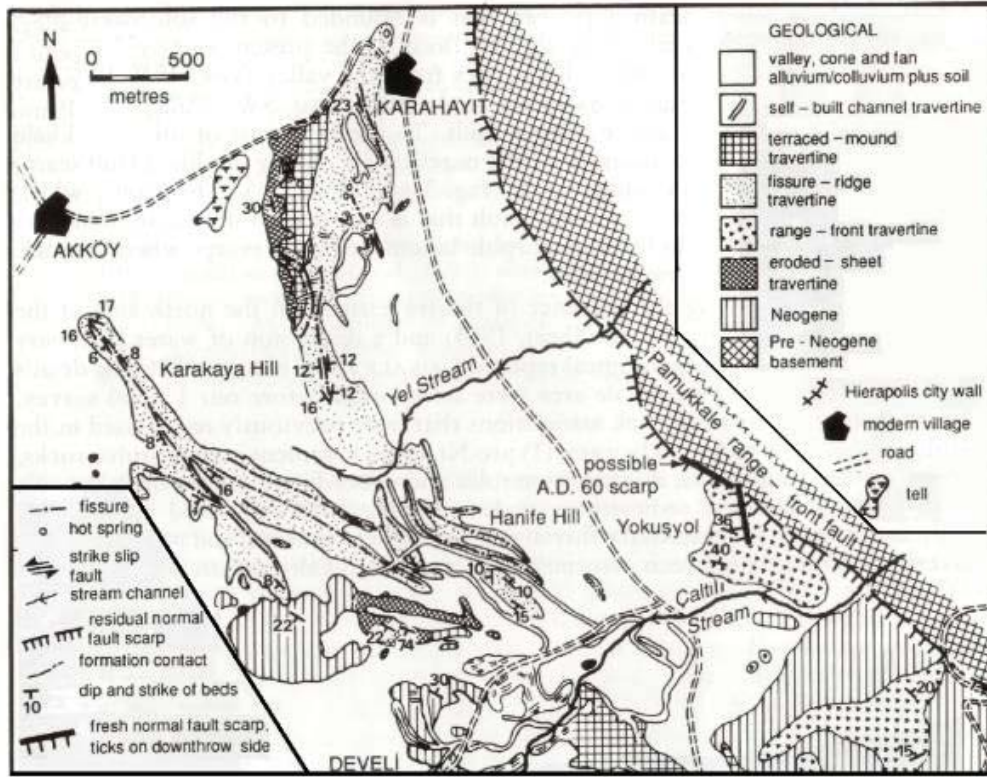 N
0 500
metres
KARAHAYIT
23
30
AKKÖY
17
16
6
8
8
16
Karakaya Hill
12
12
12
16
Yel Stream
Pamukkale range front fault
possible
A.D. 60 scarp
Hanife Hill
Yokuşyol
36
40
10
10
15
8
22
22
74
30
Caltili
Stream
20
15
DEVELİ
GEOLOGICAL
valley, cone and fan
alluvium/colluvium plus soil
self – built channel travertine
terraced – mound
travertine
fissure – ridge
travertine
range – front travertine
eroded – sheet
travertine
Neogene
Pre – Neogene
basement
Hierapolis city wall
modern village
road
tell
fissure
hot spring
strike slip
fault
stream channel
residual normal
fault scarp
formation contact
10
dip and strike of beds
fresh normal fault scarp,
ticks on downthrow side